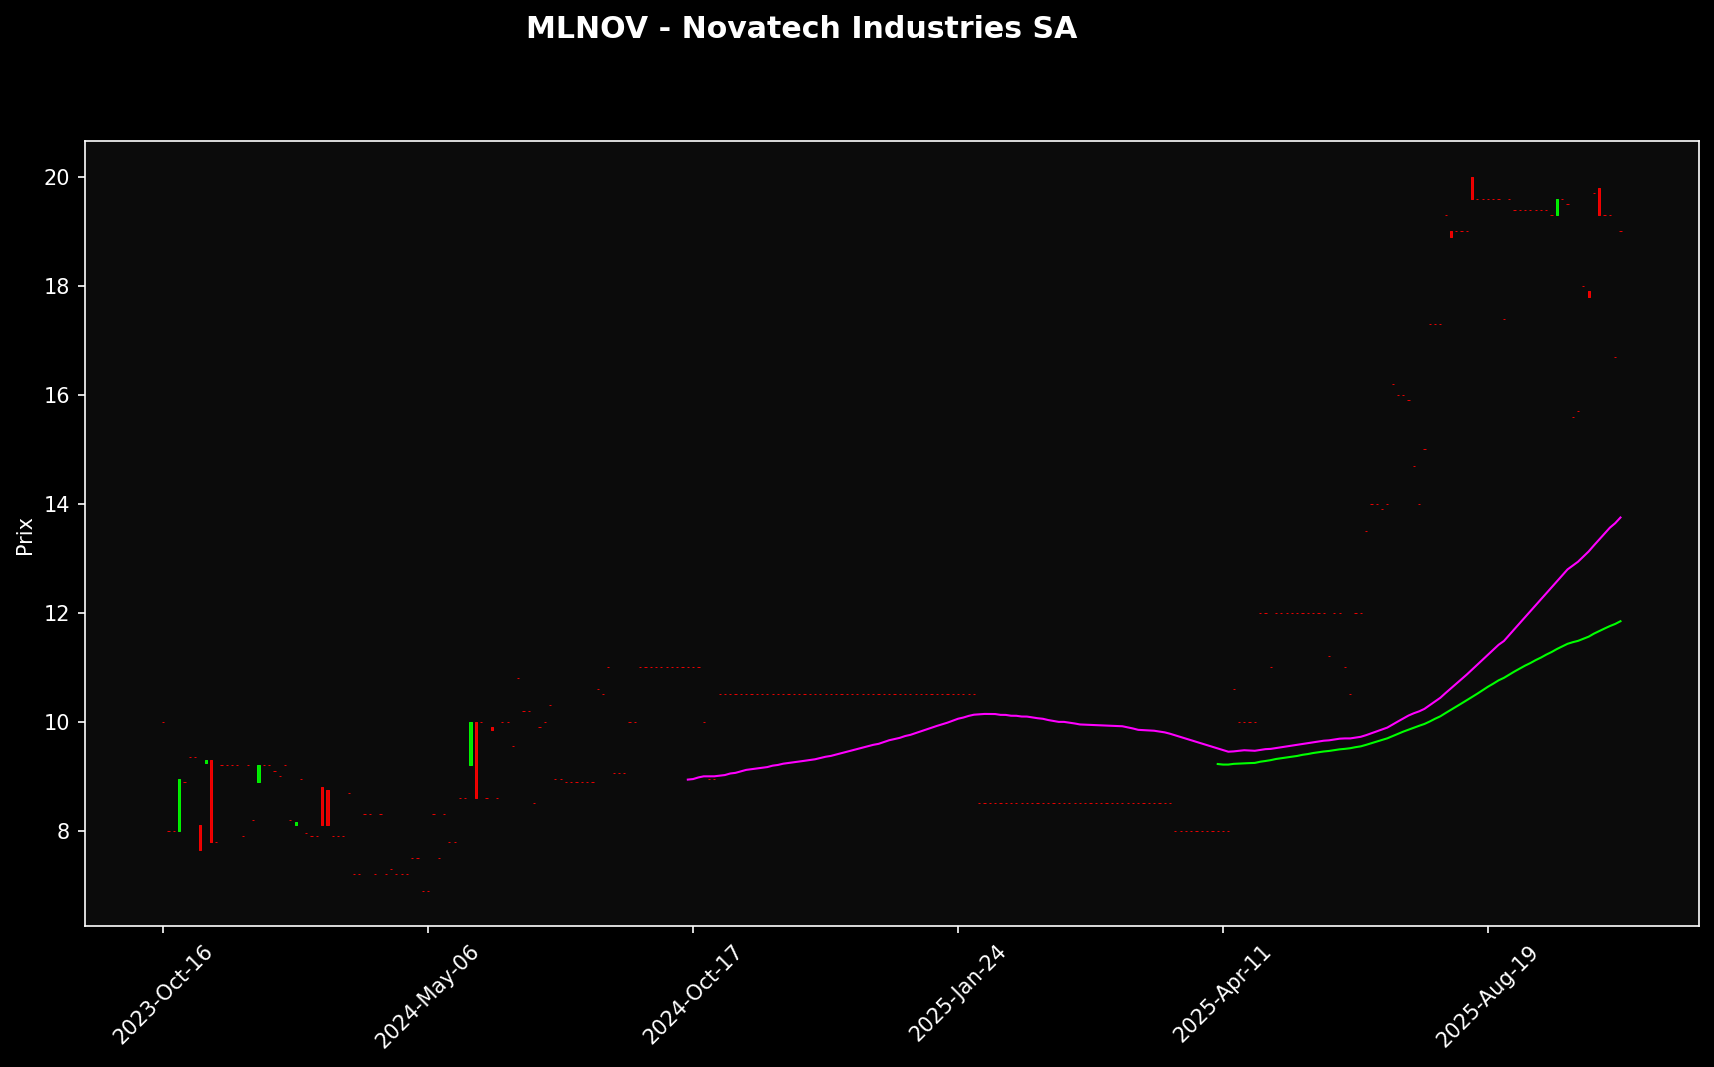 MLNOV - Novatech Industries SA
20
18
16
14
12
10
8
Prix
2023-Oct-16
2024-May-06
2024-Oct-17
2025-Jan-24
2025-Apr-11
2025-Aug-19